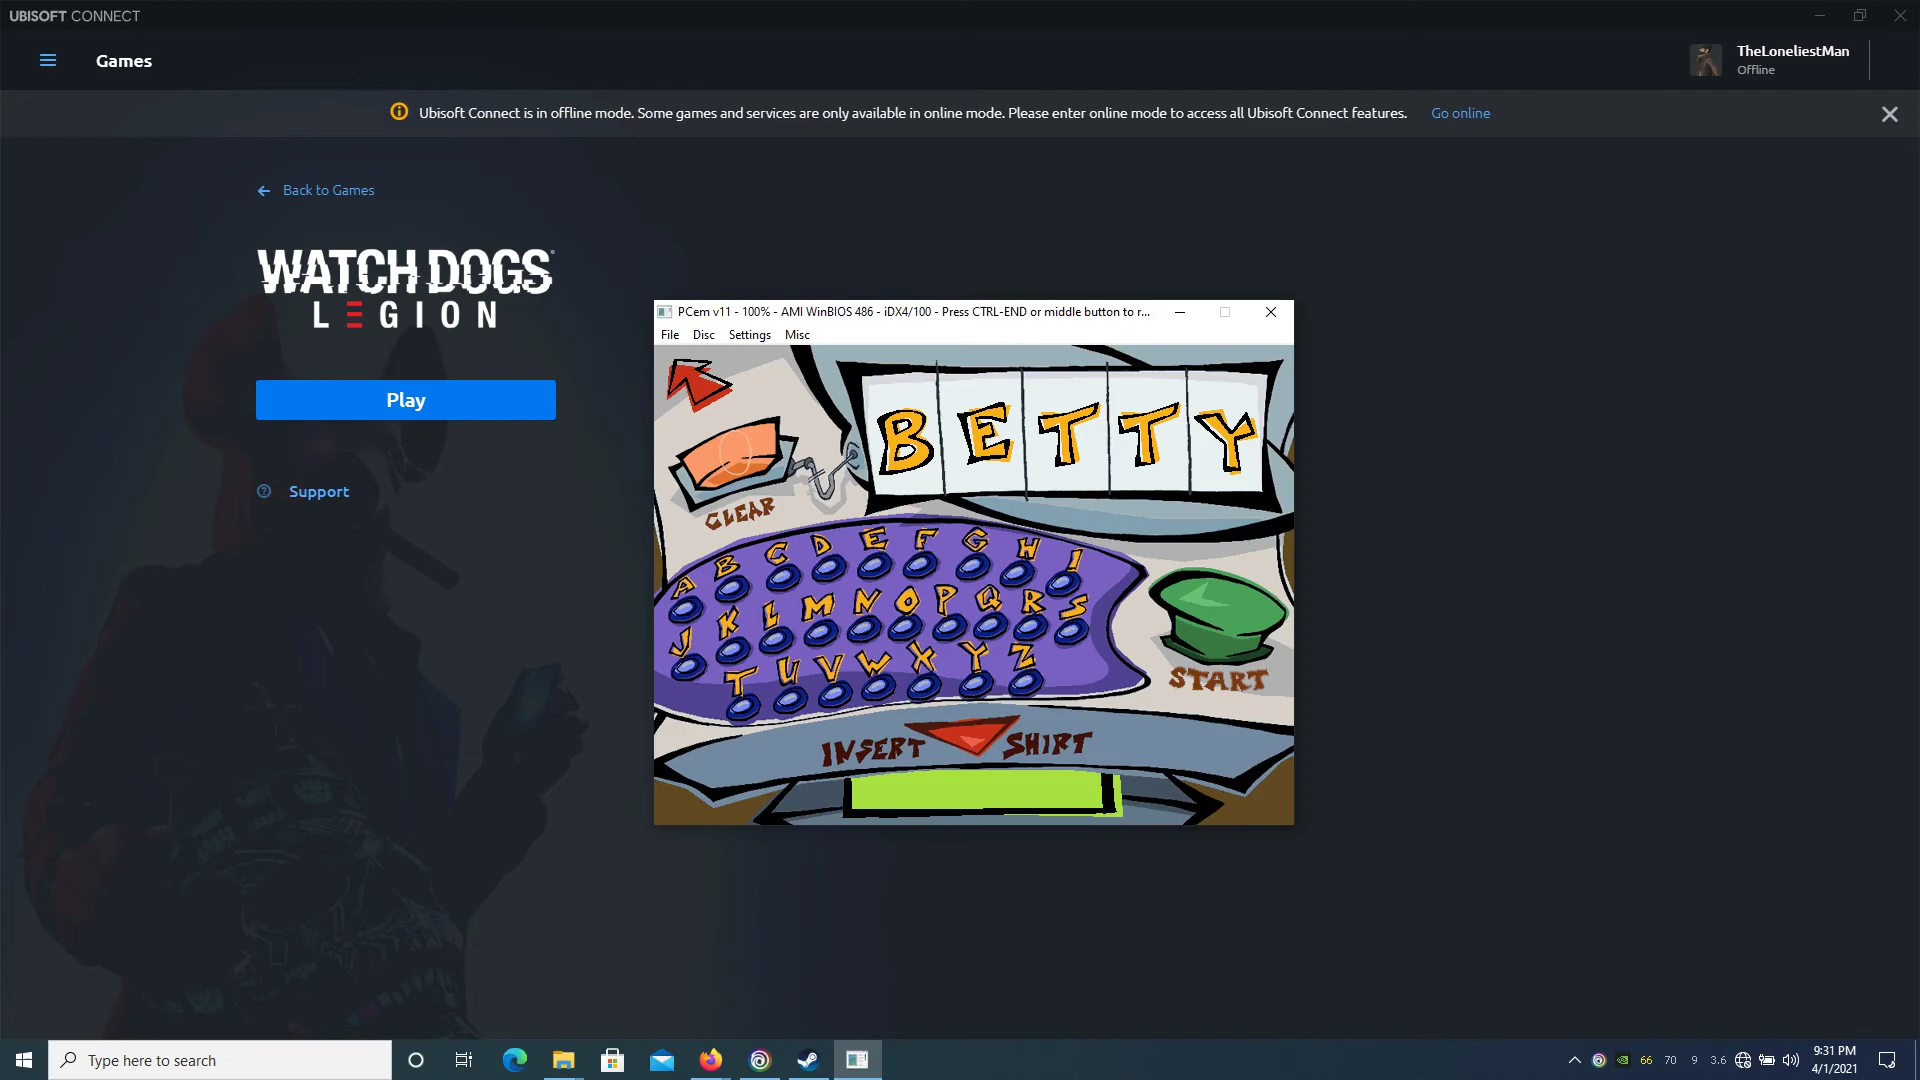 UBISOFT CONNECT
Games
TheLoneliestMan
Offline
Ubisoft Connect is in offline mode. Some games and services are only available in online mode. Please enter online mode to access all Ubisoft Connect features. Go online
Back to Games
WATCH DOGS
LEGION
Play
Support
PCem v11 - 100% - AMI WinBIOS 486 - iDX4/100 - Press CTRL-END or middle button to r...
File Disc Settings Misc
BETTY
CLEAR
A B C D E F G H I
J K L M N O P Q R S
T U V W X Y Z
START
INSERT SHIRT
Type here to search
66 70 9 3.6
9:31 PM
4/1/2021